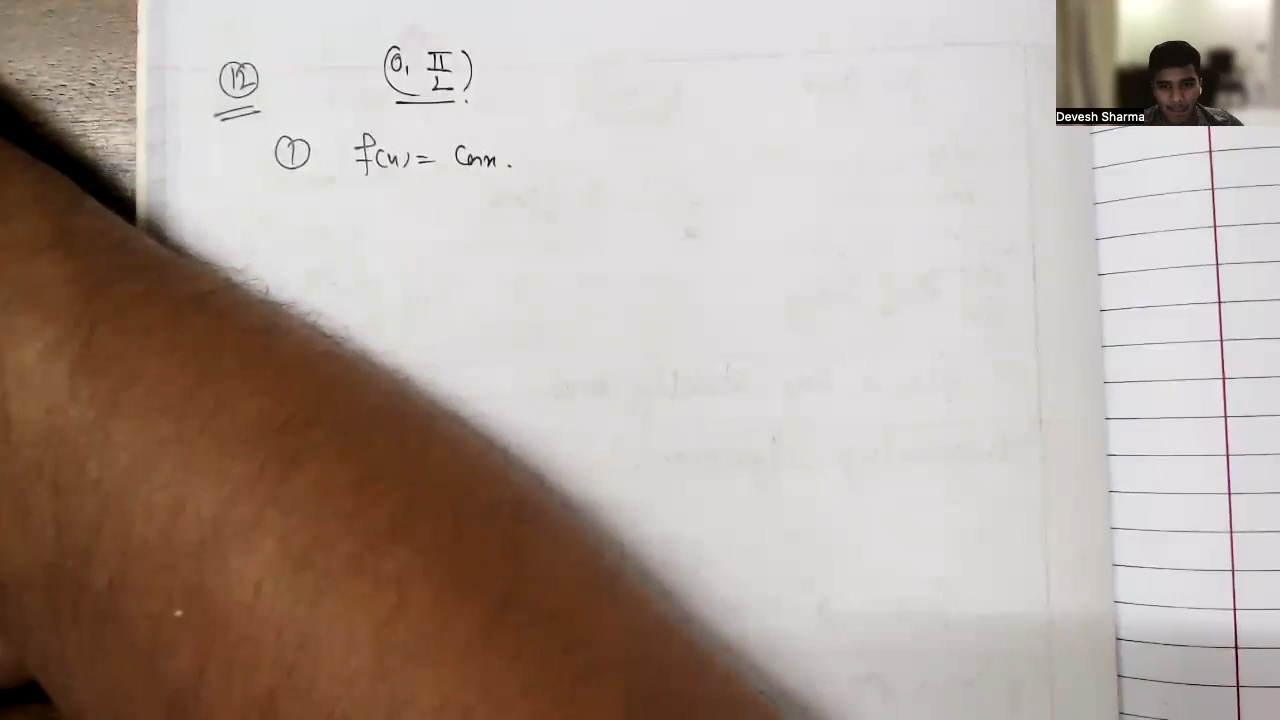 ⑫ (0, π/2)
① f(x) = Cosx.
Devesh Sharma